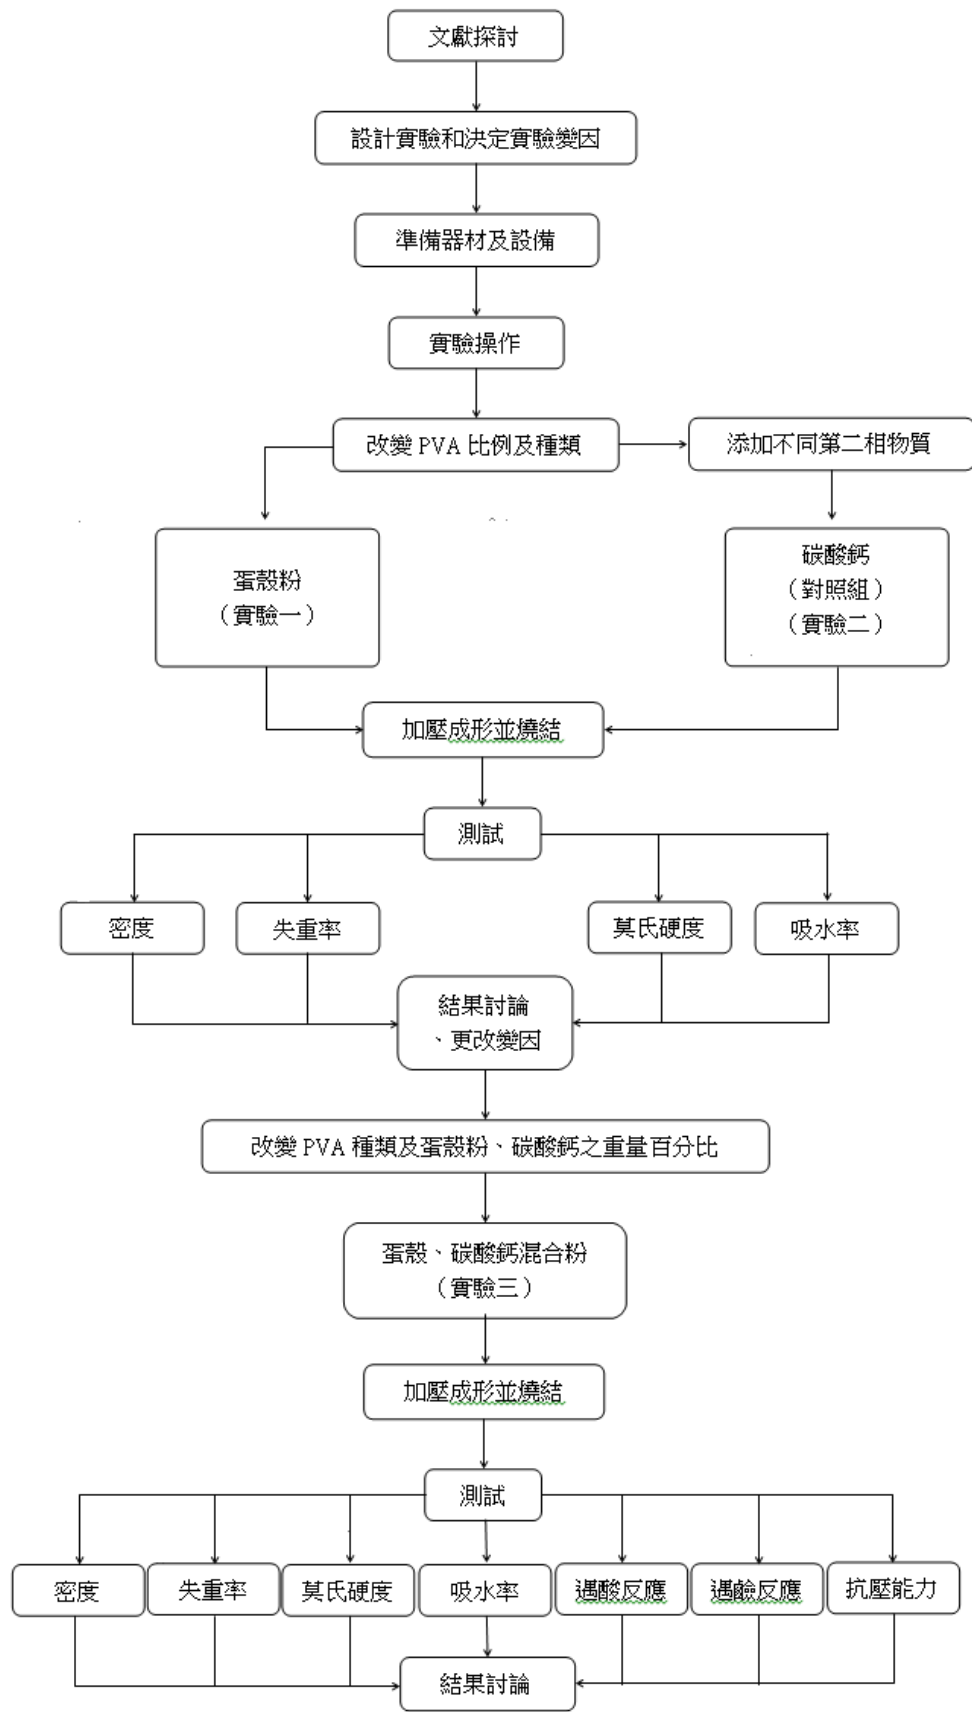 文獻探討
設計實驗和決定實驗變因
準備器材及設備
實驗操作
改變 PVA 比例及種類
添加不同第二相物質
蛋殼粉
（實驗一）
碳酸鈣
（對照組）
（實驗二）
加壓成形並燒結
測試
密度
失重率
莫氏硬度
吸水率
結果討論
、更改變因
改變 PVA 種類及蛋殼粉、碳酸鈣之重量百分比
蛋殼、碳酸鈣混合粉
（實驗三）
加壓成形並燒結
測試
密度
失重率
莫氏硬度
吸水率
遇酸反應
遇鹼反應
抗壓能力
結果討論